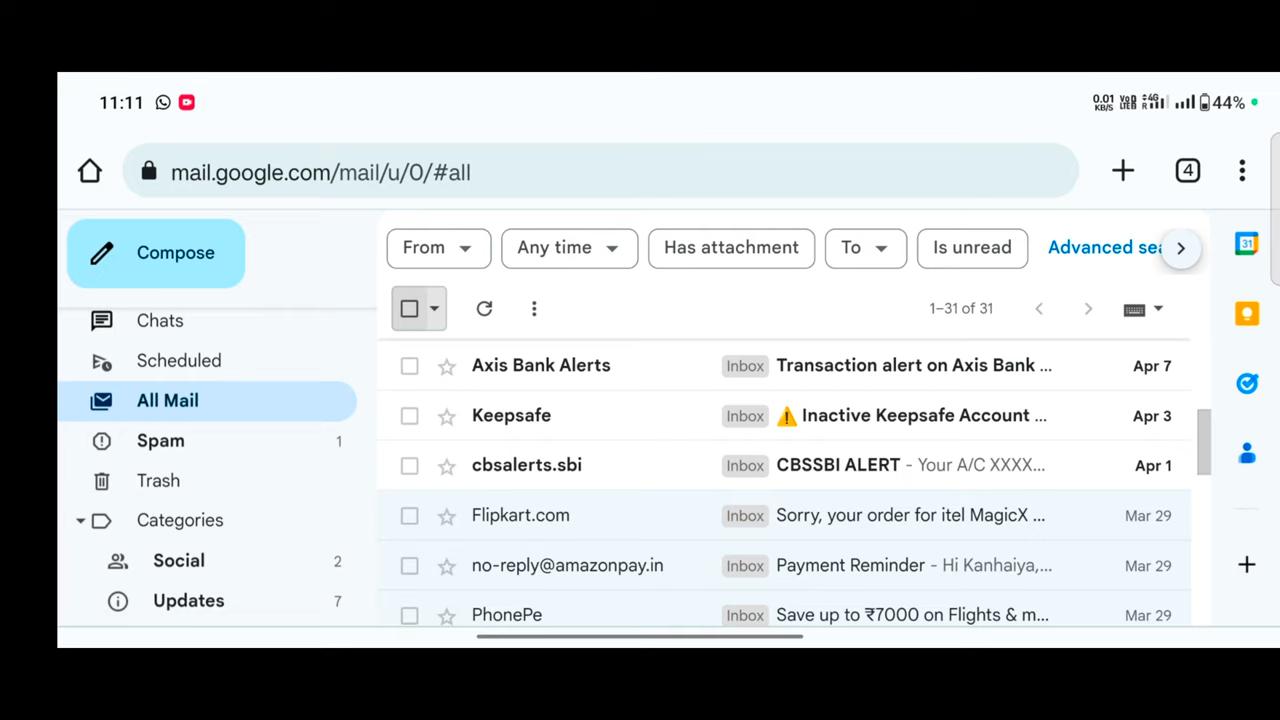 11:11 0.01 KB/S VoD LTE 4G R 44%
mail.google.com/mail/u/0/#all 4
Compose
From Any time Has attachment To Is unread Advanced sea 31
1–31 of 31
Chats
Scheduled
All Mail
Spam 1
Trash
Categories
Social 2
Updates 7
Axis Bank Alerts Inbox Transaction alert on Axis Bank ... Apr 7
Keepsafe Inbox ⚠️ Inactive Keepsafe Account ... Apr 3
cbsalerts.sbi Inbox CBSSBI ALERT - Your A/C XXXX... Apr 1
Flipkart.com Inbox Sorry, your order for itel MagicX ... Mar 29
no-reply@amazonpay.in Inbox Payment Reminder - Hi Kanhaiya,... Mar 29
PhonePe Inbox Save up to ₹7000 on Flights & m... Mar 29